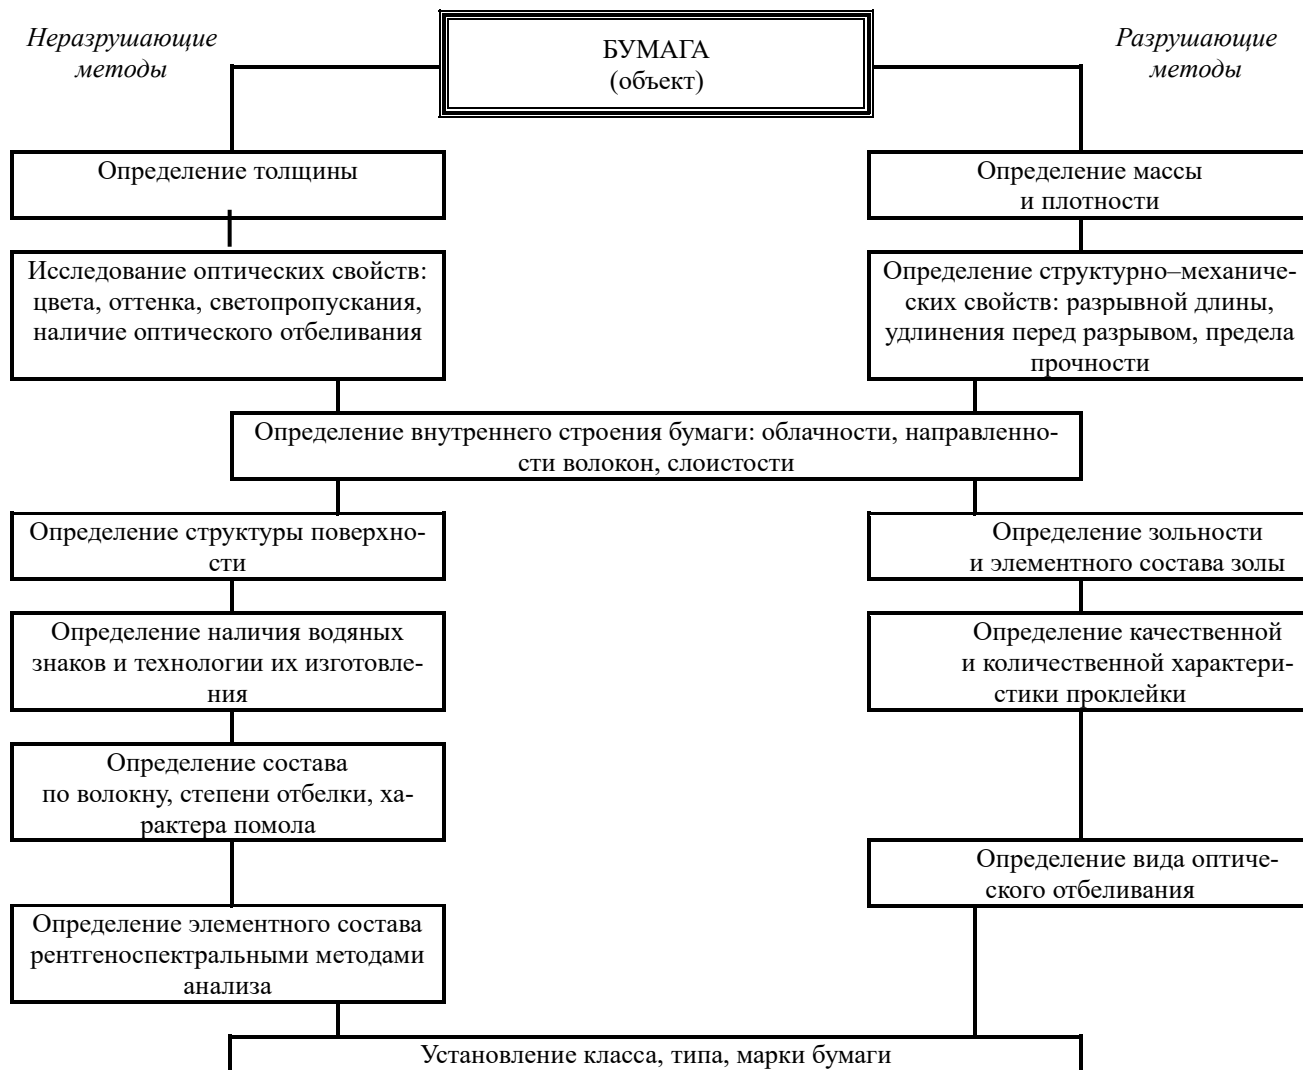 Неразрушающие
методы
БУМАГА
(объект)
Разрушающие
методы
Определение толщины
Определение массы
и плотности
Исследование оптических свойств:
цвета, оттенка, светопропускания,
наличие оптического отбеливания
Определение структурно–механиче-
ских свойств: разрывной длины,
удлинения перед разрывом, предела
прочности
Определение внутреннего строения бумаги: облачности, направленно-
сти волокон, слоистости
Определение структуры поверхно-
сти
Определение зольности
и элементного состава золы
Определение наличия водяных
знаков и технологии их изготовле-
ния
Определение качественной
и количественной характери-
стики проклейки
Определение состава
по волокну, степени отбелки, ха-
рактера помола
Определение вида оптиче-
ского отбеливания
Определение элементного состава
рентгеноспектральными методами
анализа
Установление класса, типа, марки бумаги